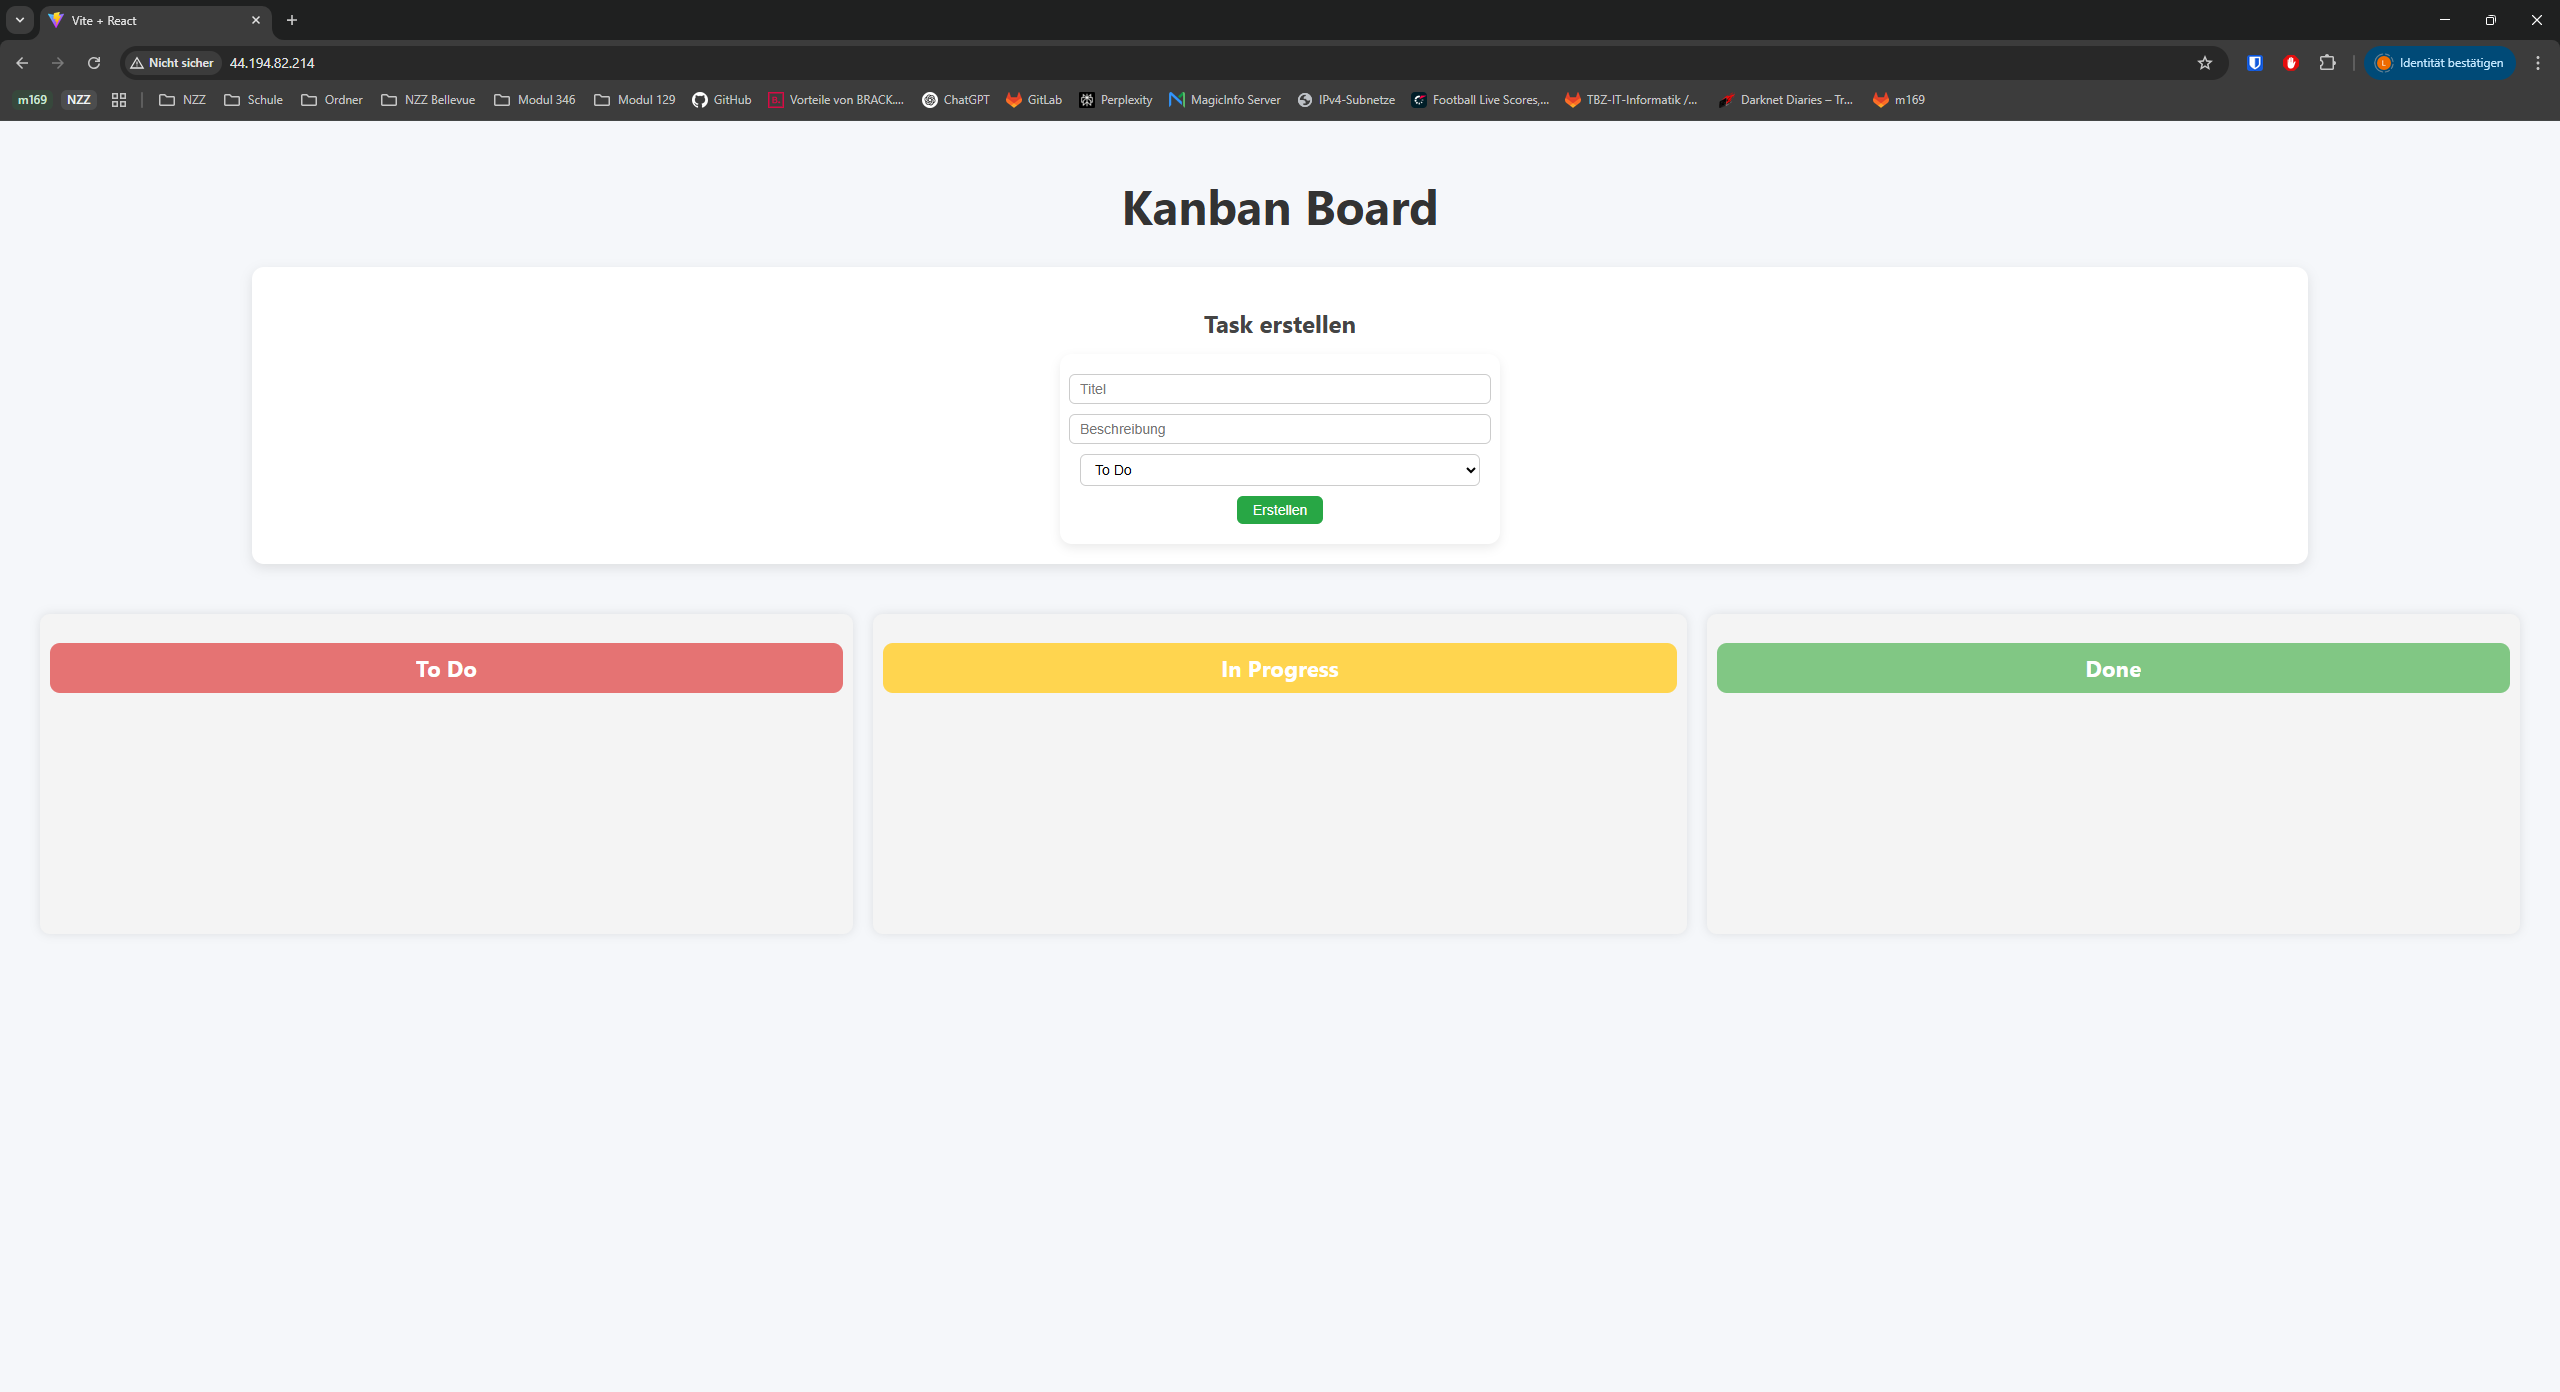 Vite + React
Nicht sicher
44.194.82.214
Identität bestätigen
m169
NZZ
NZZ
Schule
Ordner
NZZ Bellevue
Modul 346
Modul 129
GitHub
Vorteile von BRACK....
ChatGPT
GitLab
Perplexity
MagicInfo Server
IPv4-Subnetze
Football Live Scores,...
TBZ-IT-Informatik /...
Darknet Diaries – Tr...
m169
Kanban Board
Task erstellen
Titel
Beschreibung
To Do
Erstellen
To Do
In Progress
Done